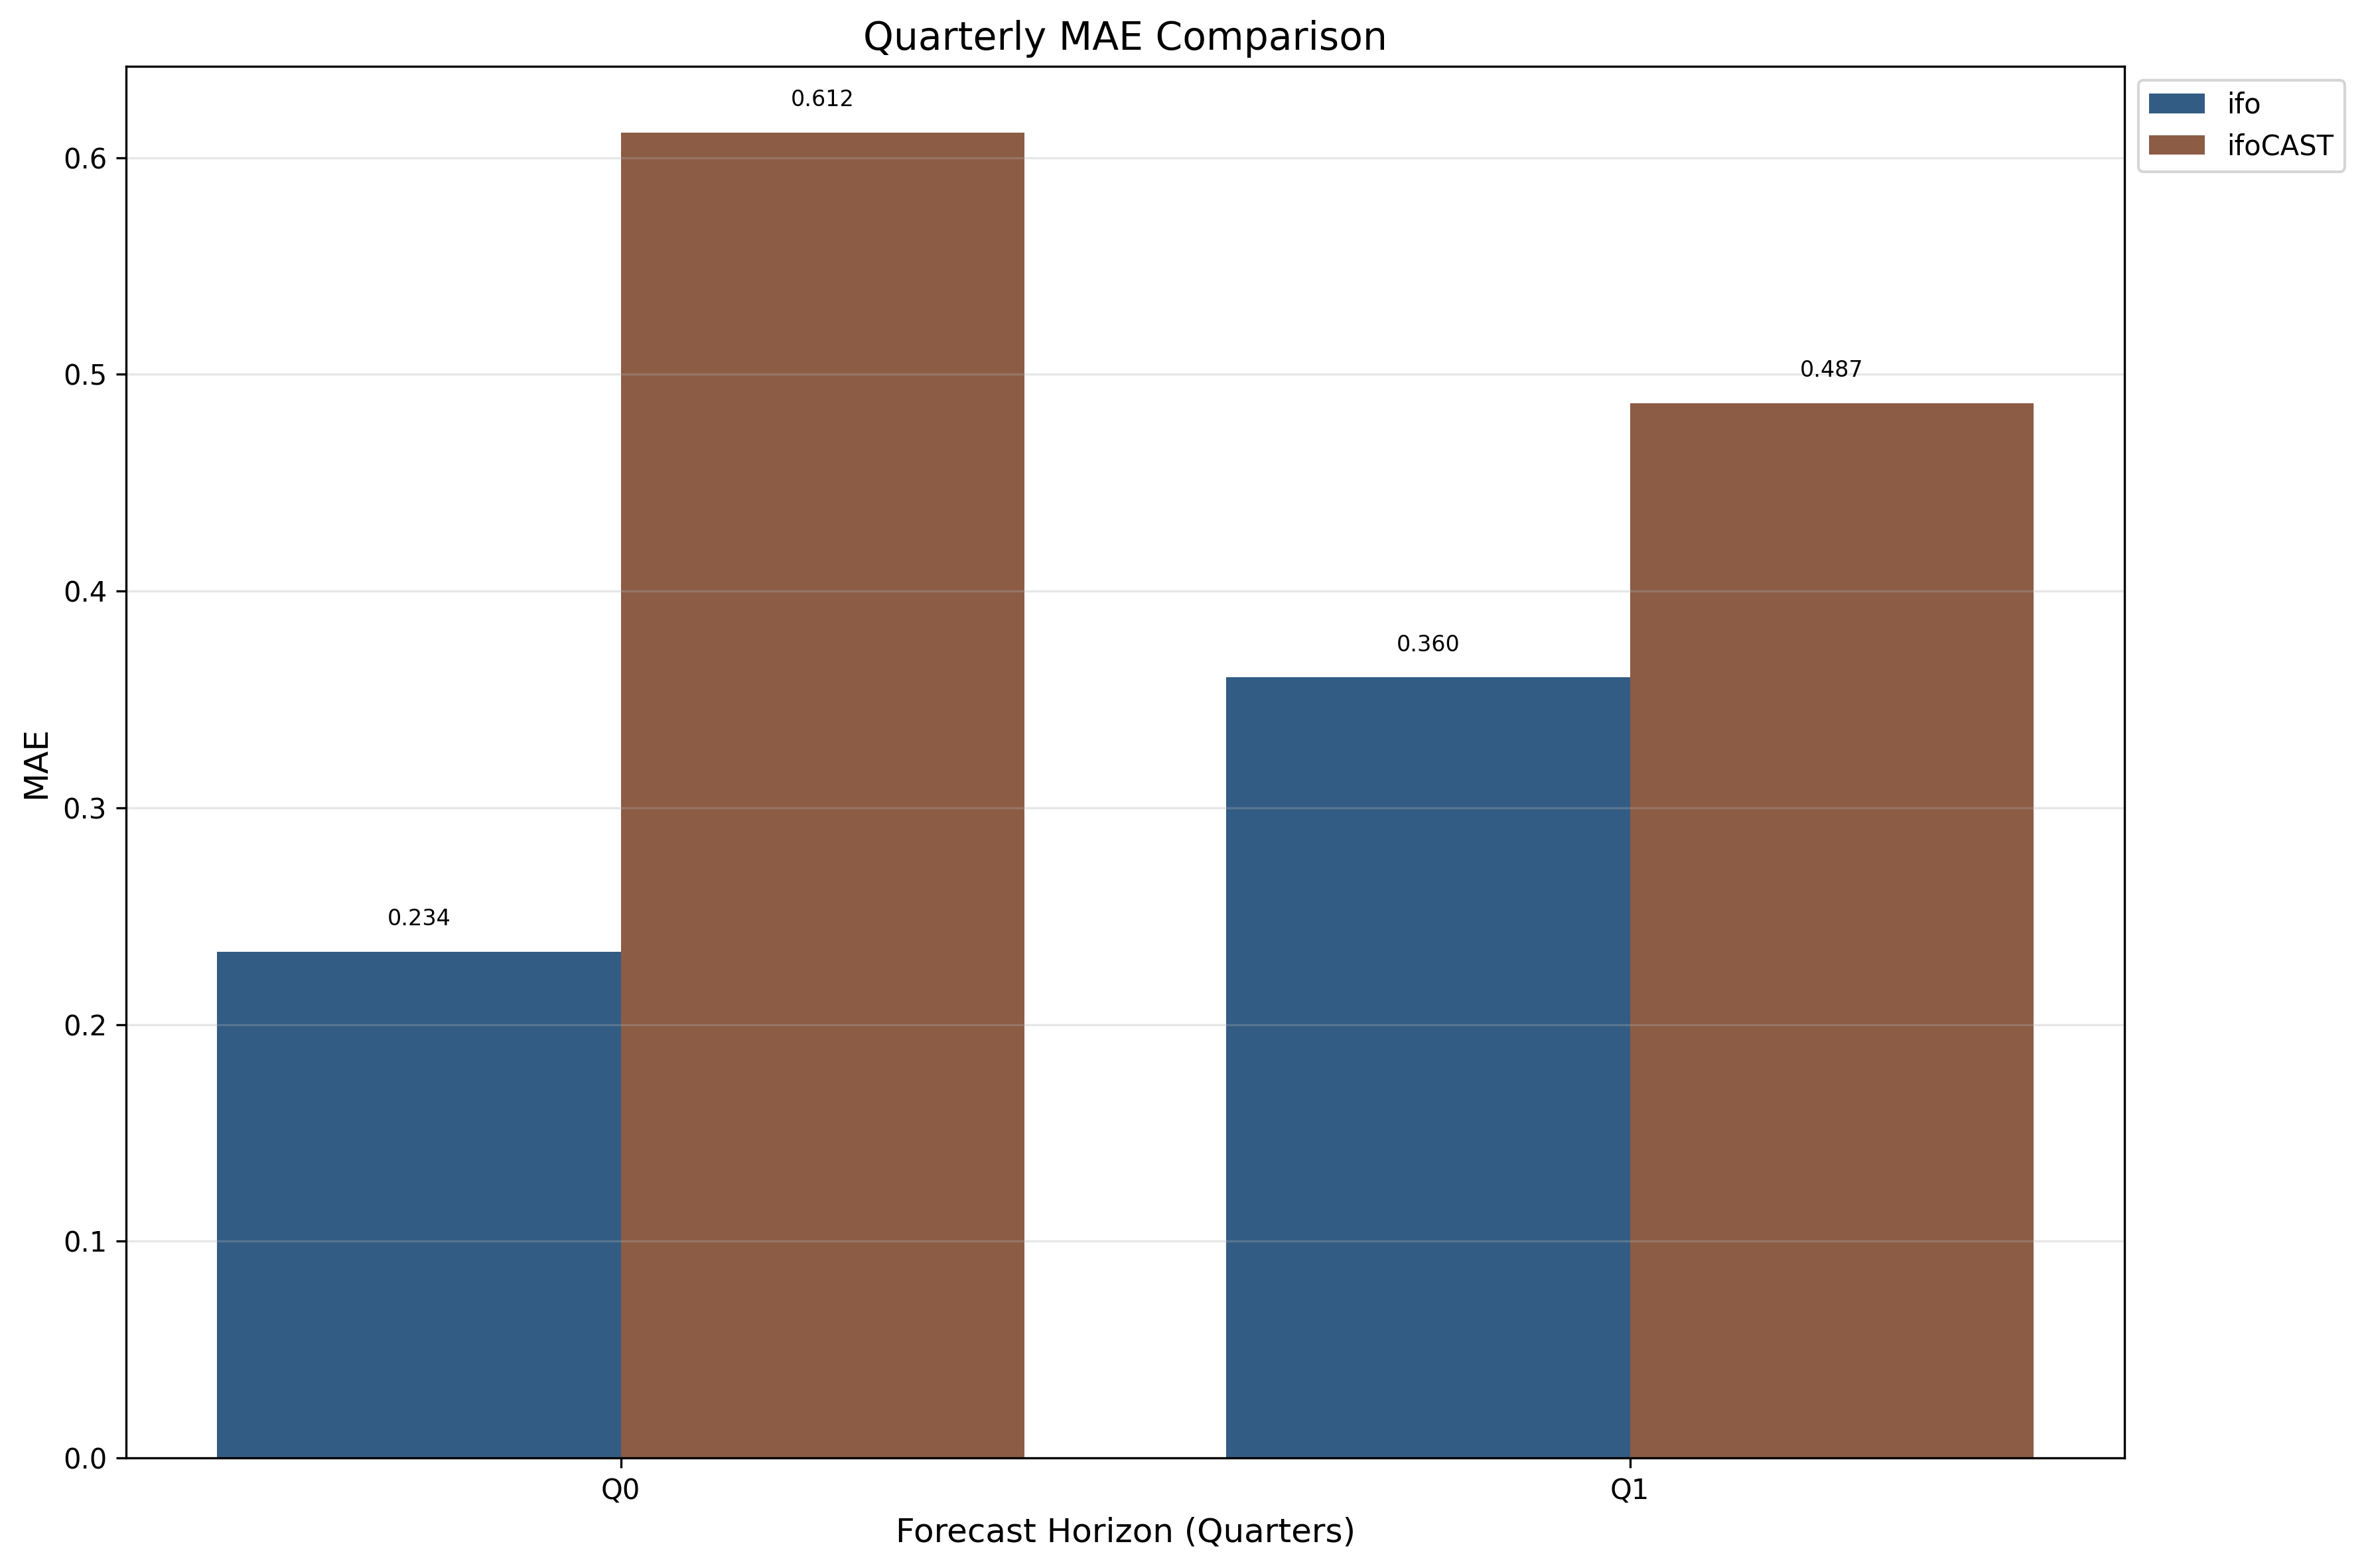 Quarterly MAE Comparison
ifo
ifoCAST
0.612
0.487
0.360
0.234
MAE
0.6
0.5
0.4
0.3
0.2
0.1
0.0
Q0
Q1
Forecast Horizon (Quarters)